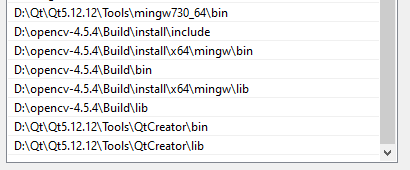 D:\Qt\Qt5.12.12\Tools\mingw730_64\bin
D:\opencv-4.5.4\Build\install\include
D:\opencv-4.5.4\Build\install\x64\mingw\bin
D:\opencv-4.5.4\Build\bin
D:\opencv-4.5.4\Build\install\x64\mingw\lib
D:\opencv-4.5.4\Build\lib
D:\Qt\Qt5.12.12\Tools\QtCreator\bin
D:\Qt\Qt5.12.12\Tools\QtCreator\lib